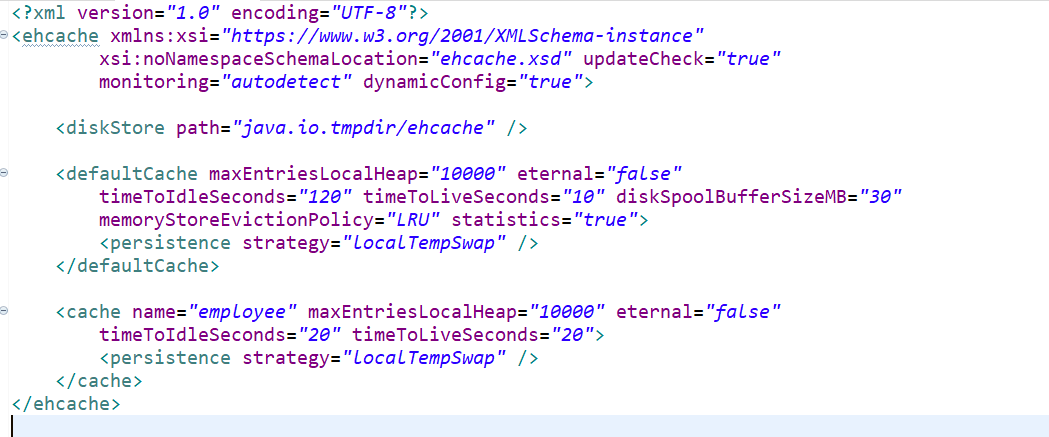 <?xml version="1.0" encoding="UTF-8"?>
<ehcache xmlns:xsi="https://www.w3.org/2001/XMLSchema-instance"
        xsi:noNamespaceSchemaLocation="ehcache.xsd" updateCheck="true"
        monitoring="autodetect" dynamicConfig="true">

    <diskStore path="java.io.tmpdir/ehcache" />

    <defaultCache maxEntriesLocalHeap="10000" eternal="false"
        timeToIdleSeconds="120" timeToLiveSeconds="10" diskSpoolBufferSizeMB="30"
        memoryStoreEvictionPolicy="LRU" statistics="true">
        <persistence strategy="localTempSwap" />
    </defaultCache>

    <cache name="employee" maxEntriesLocalHeap="10000" eternal="false"
        timeToIdleSeconds="20" timeToLiveSeconds="20">
        <persistence strategy="localTempSwap" />
    </cache>
</ehcache>